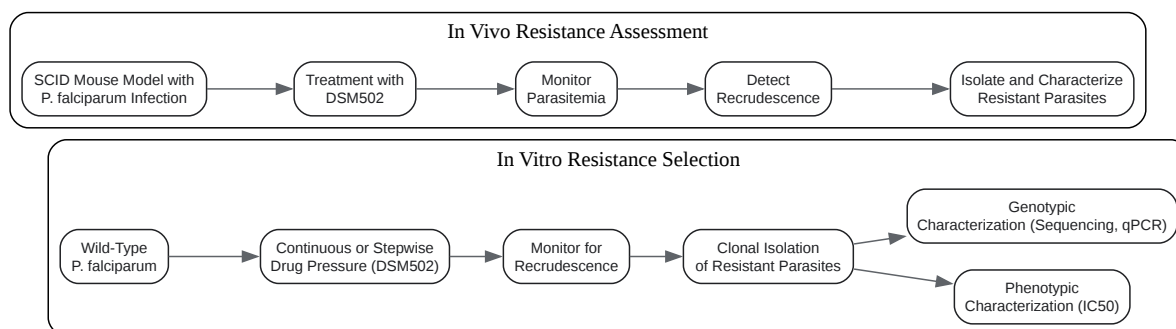 In Vivo Resistance Assessment
SCID Mouse Model with
P. falciparum Infection
Treatment with
DSM502
Monitor
Parasitemia
Detect
Recrudescence
Isolate and Characterize
Resistant Parasites
In Vitro Resistance Selection
Wild-Type
P. falciparum
Continuous or Stepwise
Drug Pressure (DSM502)
Monitor for
Recrudescence
Clonal Isolation
of Resistant Parasites
Genotypic
Characterization (Sequencing, qPCR)
Phenotypic
Characterization (IC50)